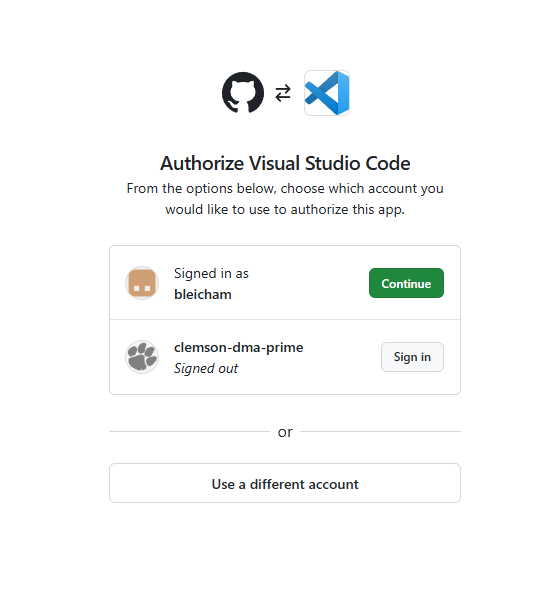 Authorize Visual Studio Code
From the options below, choose which account you
would like to use to authorize this app.
Signed in as
bleicham
Continue
clemson-dma-prime
Signed out
Sign in
or
Use a different account